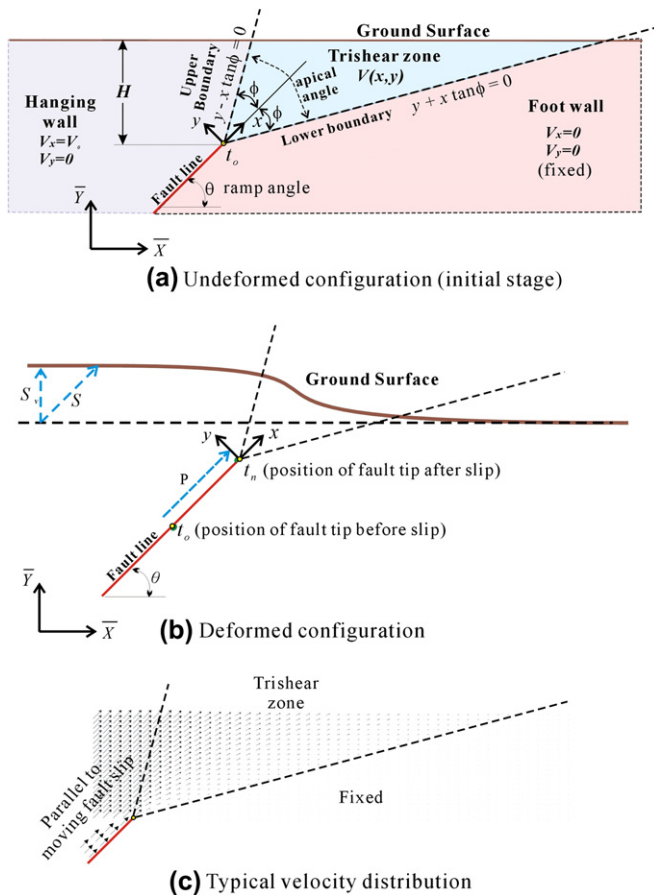 Ground Surface
Trishear zone
V(x,y)
Upper
Boundary
y - x tanϕ = 0
apical
angle
ϕ
ϕ
H
Hanging
wall
Vx=Vs
Vy=0
y
x
to
Lower boundary
y + x tanϕ = 0
Foot wall
Vx=0
Vy=0
(fixed)
Fault line
θ ramp angle
Y
X
(a) Undeformed configuration (initial stage)
Ground Surface
Sv
S
y
x
P
tn (position of fault tip after slip)
to (position of fault tip before slip)
Fault line
θ
Y
X
(b) Deformed configuration
Trishear
zone
Parallel to
moving fault slip
Fixed
(c) Typical velocity distribution